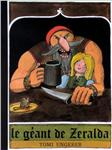 le géant de Zeralda
TOMI UNGERER